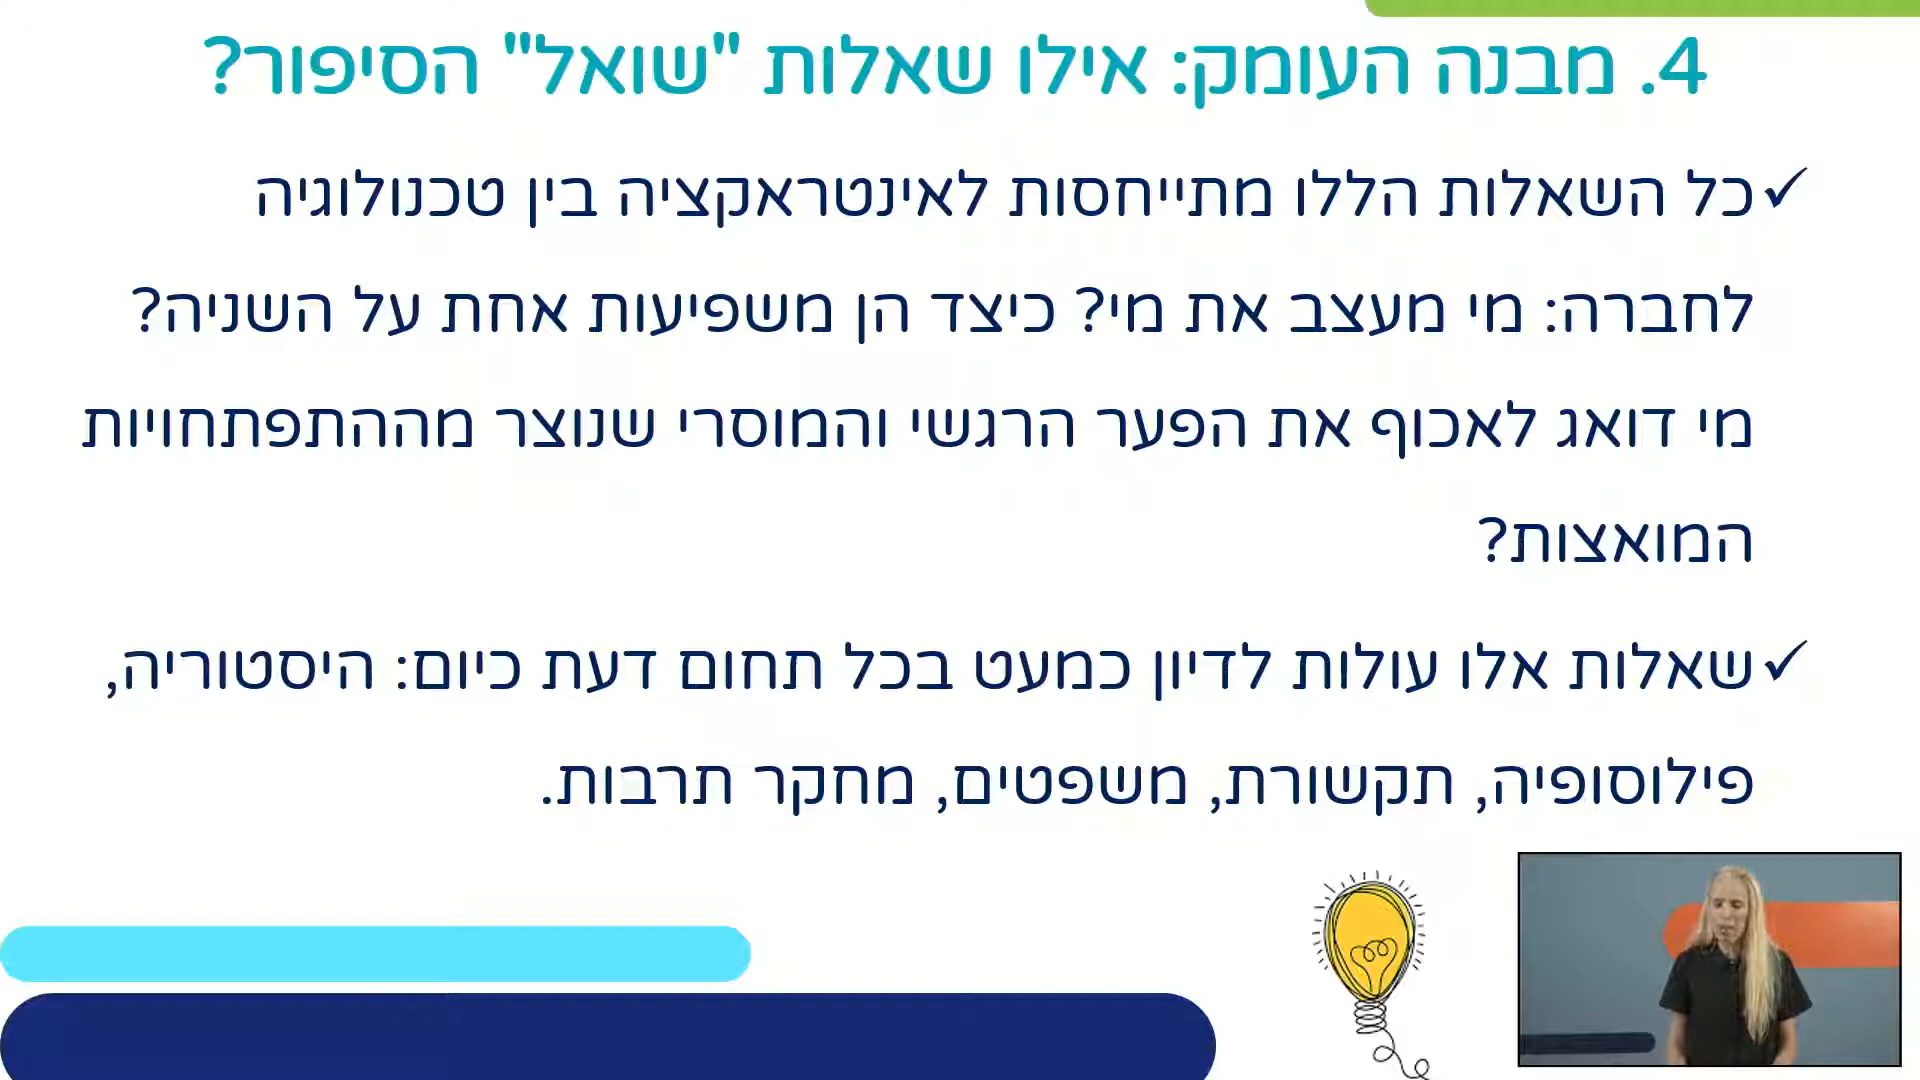 4. מבנה העומק: אילו שאלות "שואל" הסיפור?
✓כל השאלות הללו מתייחסות לאינטראקציה בין טכנולוגיה
לחברה: מי מעצב את מי? כיצד הן משפיעות אחת על השניה?
מי דואג לאכוף את הפער הרגשי והמוסרי שנוצר מההתפתחויות
המואצות?
✓שאלות אלו עולות לדיון כמעט בכל תחום דעת כיום: היסטוריה,
פילוסופיה, תקשורת, משפטים, מחקר תרבות.